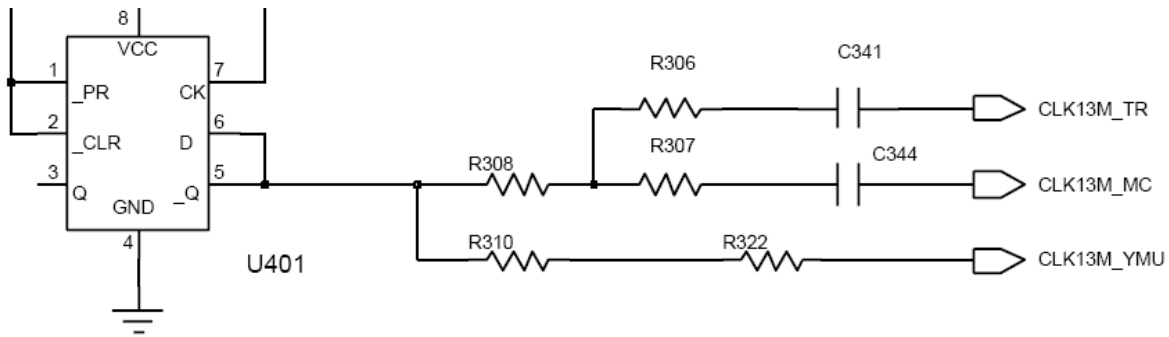 8
VCC
1
7
_PR
CK
2
6
_CLR
D
3
5
Q
_Q
GND
4
U401
R306
C341
CLK13M_TR
R307
C344
R308
CLK13M_MC
R310
R322
CLK13M_YMU